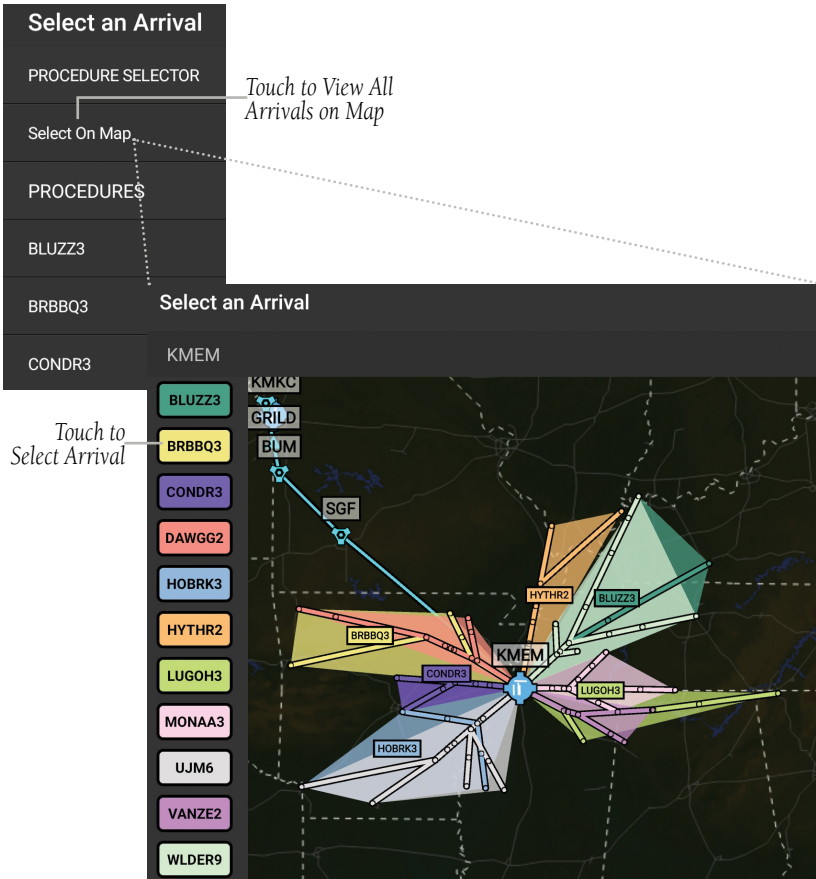 Select an Arrival
PROCEDURE SELECTOR
Touch to View All
Arrivals on Map
Select On Map
PROCEDURES
BLUZZ3
BRBBQ3
CONDR3
Select an Arrival
KMEM
BLUZZ3
BRBBQ3
CONDR3
DAWGG2
HOBRK3
HYTHR2
LUGOH3
MONAA3
UJM6
VANZE2
WLDER9
Touch to
Select Arrival
KMKC
GRILD
BUM
SGF
HYTHR2
BLUZZ3
BRBBQ3
KMEM
CONDR3
LUGOH3
HOBRK3